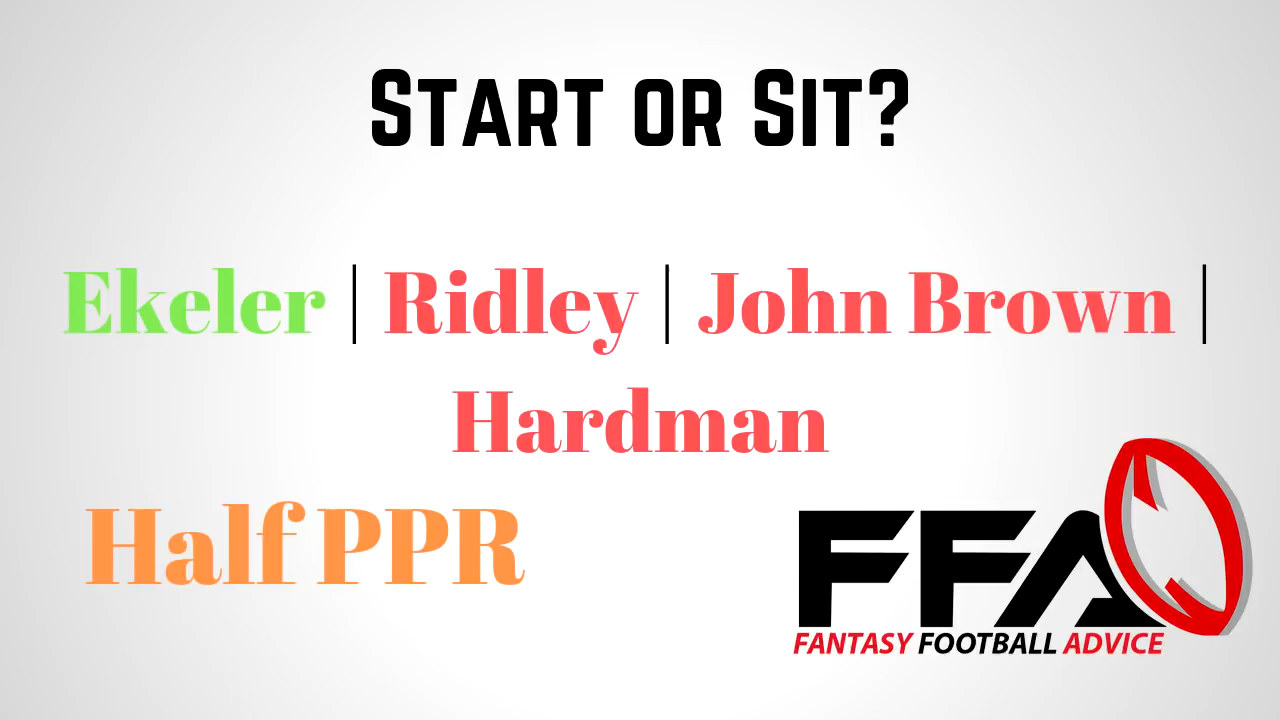 START OR SIT?
Ekeler | Ridley | John Brown |
Hardman
Half PPR
FFA
FANTASY FOOTBALL ADVICE